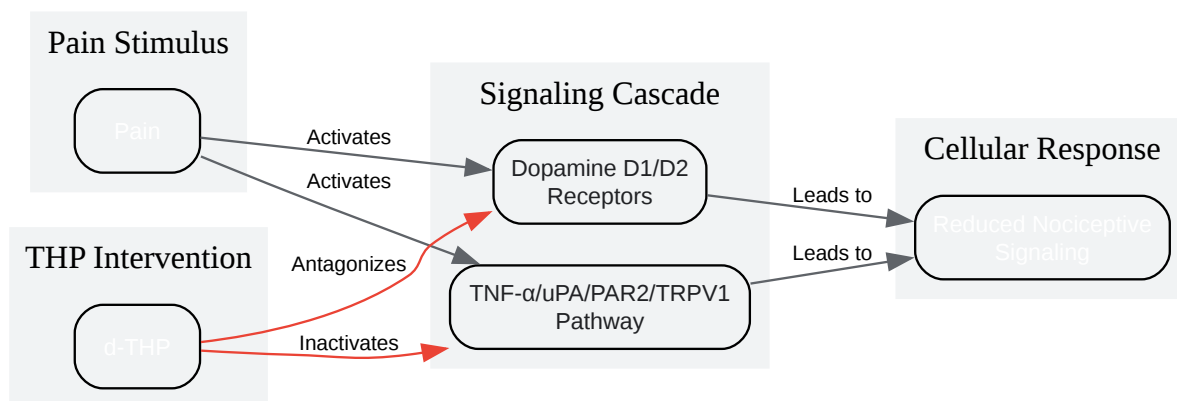 Pain Stimulus
Pain
THP Intervention
d-THP
Activates
Activates
Antagonizes
Inactivates
Signaling Cascade
Dopamine D1/D2
Receptors
TNF-α/uPA/PAR2/TRPV1
Pathway
Leads to
Leads to
Cellular Response
Reduced Nociceptive
Signaling